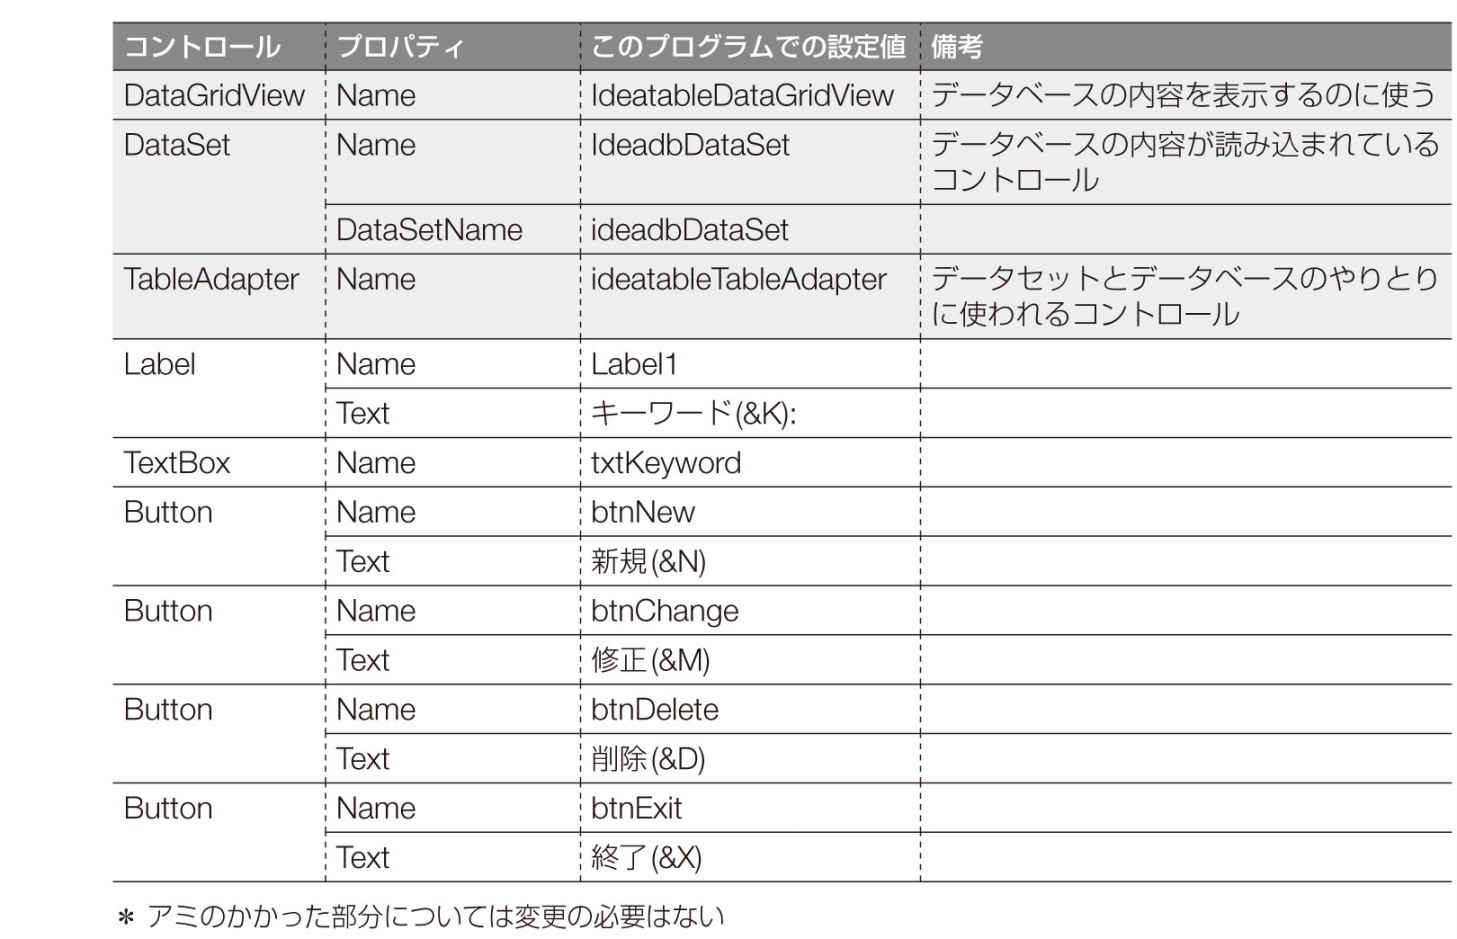 コントロール プロパティ このプログラムでの設定値 備考
DataGridView Name IdeatableDataGridView データベースの内容を表示するのに使う
DataSet Name IdeadbDataSet データベースの内容が読み込まれている
コントロール
DataSetName ideadbDataSet
TableAdapter Name ideatableTableAdapter データセットとデータベースのやりとり
に使われるコントロール
Label Name Label1
Text キーワード(&K):
TextBox Name txtKeyword
Button Name btnNew
Text 新規(&N)
Button Name btnChange
Text 修正(&M)
Button Name btnDelete
Text 削除(&D)
Button Name btnExit
Text 終了(&X)
＊ アミのかかった部分については変更の必要はない